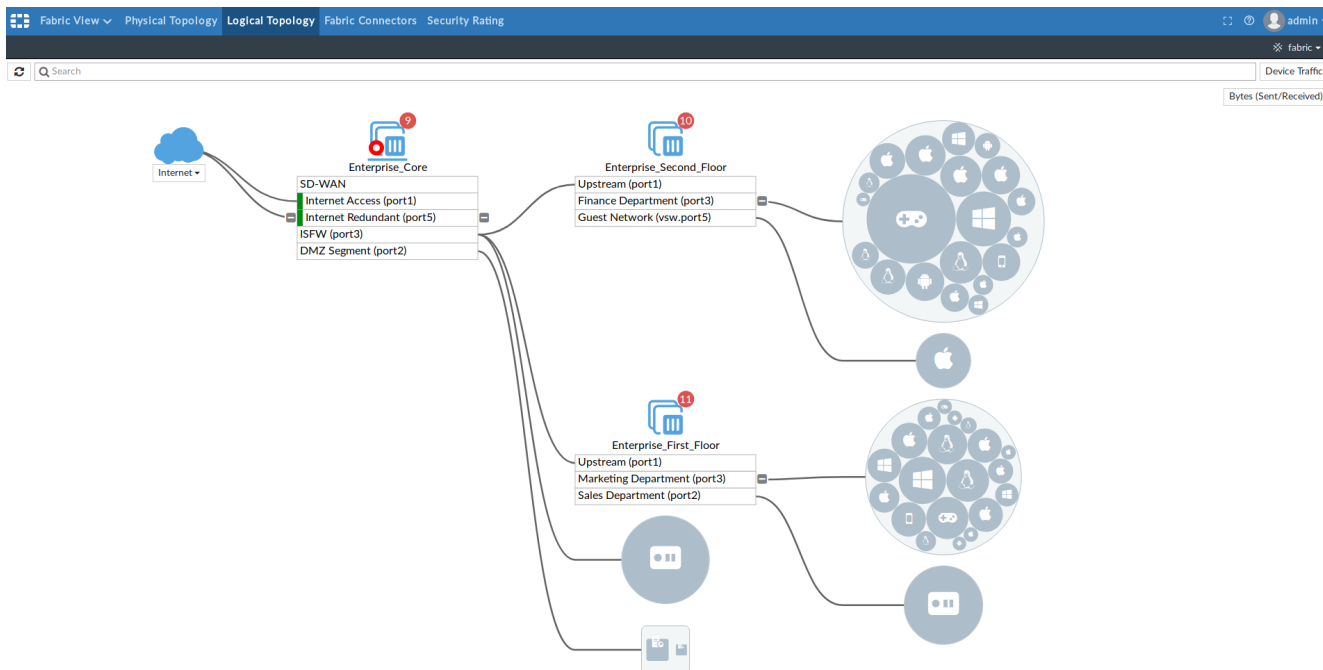 Fabric View Physical Topology Logical Topology Fabric Connectors Security Rating admin
fabric
Search Device Traffic
Bytes (Sent/Received)
Internet
9
Enterprise_Core
SD-WAN
Internet Access (port1)
Internet Redundant (port5)
ISFW (port3)
DMZ Segment (port2)
10
Enterprise_Second_Floor
Upstream (port1)
Finance Department (port3)
Guest Network (vsw.port5)
11
Enterprise_First_Floor
Upstream (port1)
Marketing Department (port3)
Sales Department (port2)